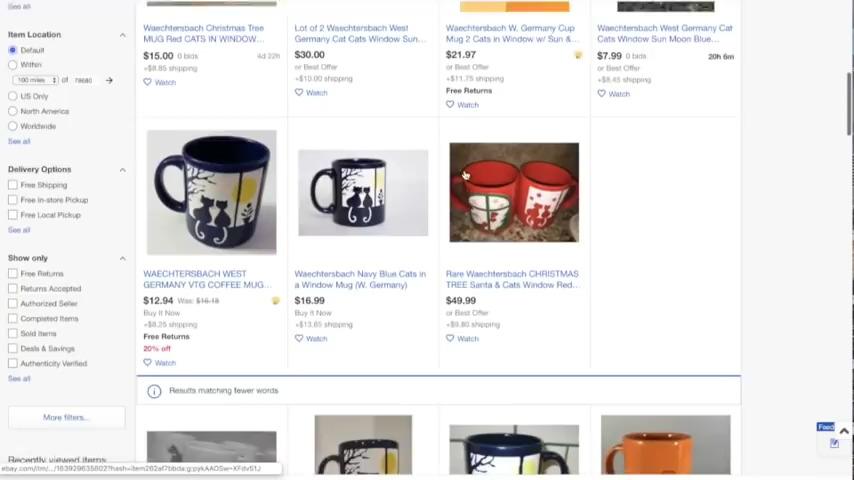 See all
Item Location
Default
Within
100 miles of
US Only
North America
Worldwide
See all
Delivery Options
Free Shipping
Free In-store Pickup
Free Local Pickup
See all
Show only
Free Returns
Returns Accepted
Authorized Seller
Completed Items
Sold Items
Deals & Savings
Authenticity Verified
See all
More filters...
Recently viewed items
Waechtersbach Christmas Tree
MUG Red CATS IN WINDOW...
$15.00 0 bids 4d 22h
+$8.85 shipping
Watch
Lot of 2 Waechtersbach West
Germany Cat Cats Window Sun...
$30.00
or Best Offer
+$10.00 shipping
Watch
Waechtersbach W. Germany Cup
Mug 2 Cats in Window w/ Sun &...
$21.97
or Best Offer
+$11.75 shipping
Free Returns
Watch
Waechtersbach West Germany Cat
Cats Window Sun Moon Blue...
$7.99 0 bids 20h 6m
or Best Offer
+$8.45 shipping
Watch
WAECHTERSBACH WEST
GERMANY VTG COFFEE MUG...
$12.94 Was: $16.18
Buy It Now
+$8.25 shipping
Free Returns
20% off
Watch
Waechtersbach Navy Blue Cats in
a Window Mug (W. Germany)
$16.99
Buy It Now
+$13.65 shipping
Watch
Rare Waechtersbach CHRISTMAS
TREE Santa & Cats Window Red...
$49.99
or Best Offer
+$9.80 shipping
Watch
Results matching fewer words
Feed